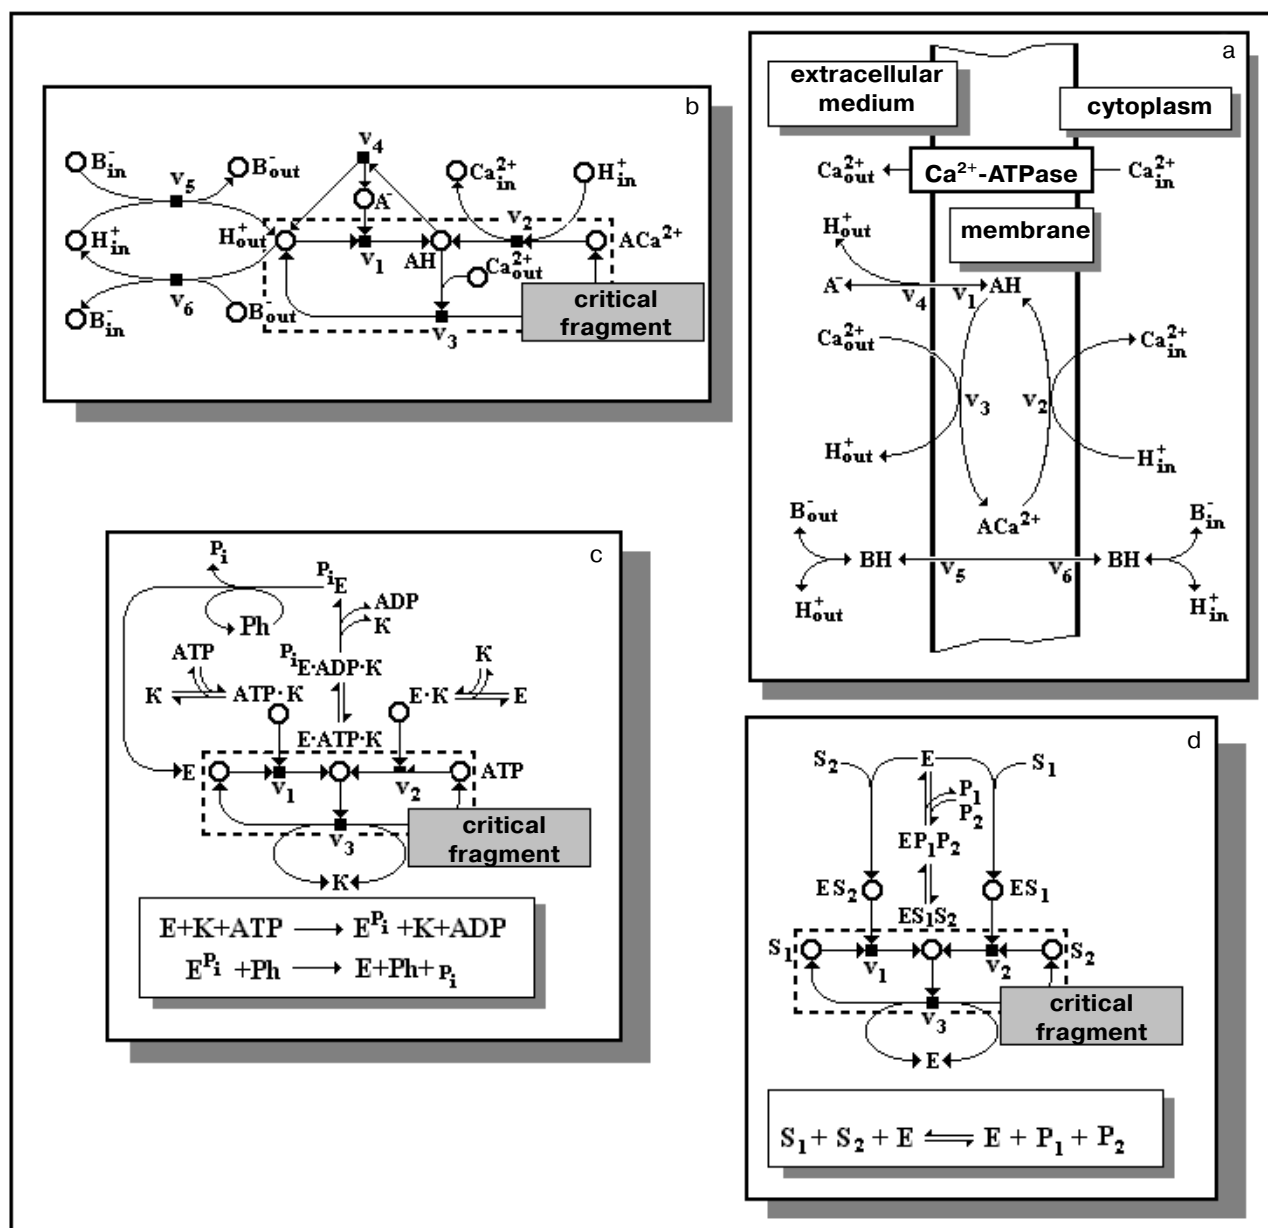 a
extracellular
medium
cytoplasm
Ca²⁺out
Ca²⁺-ATPase
Ca²⁺in
membrane
H⁺out
A⁻
v₄
v₁
AH
Ca²⁺out
Ca²⁺in
v₃
v₂
H⁺out
H⁺in
ACa²⁺
B⁻out
B⁻in
BH
v₅
v₆
BH
H⁺out
H⁺in
b
B⁻in
v₅
B⁻out
v₄
Ca²⁺in
H⁺in
A⁻
H⁺in
H⁺out
v₁
AH
v₂
ACa²⁺
Ca²⁺out
B⁻in
v₆
B⁻out
v₃
critical
fragment
c
Pᵢ
PᵢE
ADP
K
Ph
ATP
PᵢE·ADP·K
K
K
ATP·K
E·K
E
E·ATP·K
E
v₁
v₂
ATP
v₃
critical
fragment
K
E+K+ATP → E^Pᵢ +K+ADP
E^Pᵢ +Ph → E+Ph+ Pᵢ
d
S₂
E
S₁
P₁
P₂
EP₁P₂
ES₂
ES₁
ES₁S₂
S₁
v₁
v₂
S₂
v₃
critical
fragment
E
S₁ + S₂ + E ⇌ E + P₁ + P₂